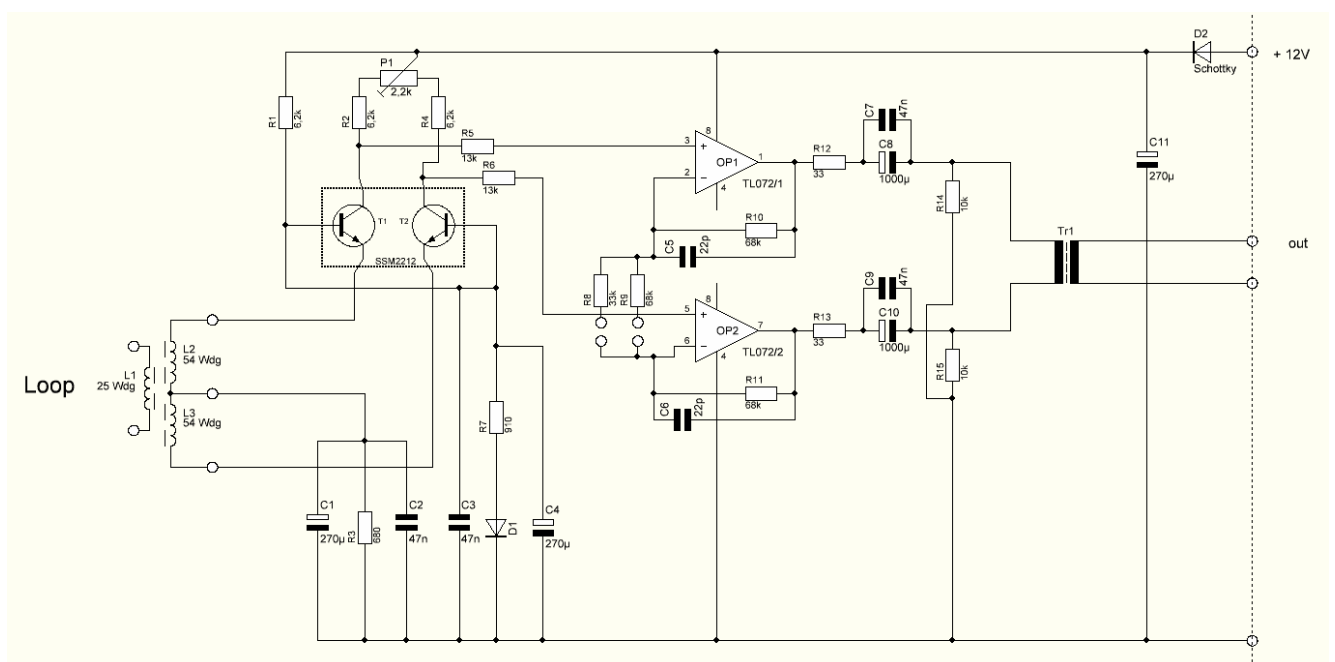 D2
+ 12V
Schottky
P1
2,2k
R1
6,2k
R2
6,2k
R4
6,2k
C7
47n
R5
13k
3
8
+
OP1
1
R12
33
C8
1000µ
C11
270µ
R6
13k
2
−
4
TL072/1
R14
10k
T1
T2
R10
68k
Tr1
out
SSM2212
C5
22p
R8
33k
R9
68k
8
C9
47n
5
+
OP2
7
R13
33
C10
1000µ
6
−
4
TL072/2
R15
10k
L2
54 Wdg
Loop
L1
25 Wdg
R11
68k
L3
54 Wdg
C6
22p
R7
910
C1
270µ
R3
680
C2
47n
C3
47n
D1
C4
270µ